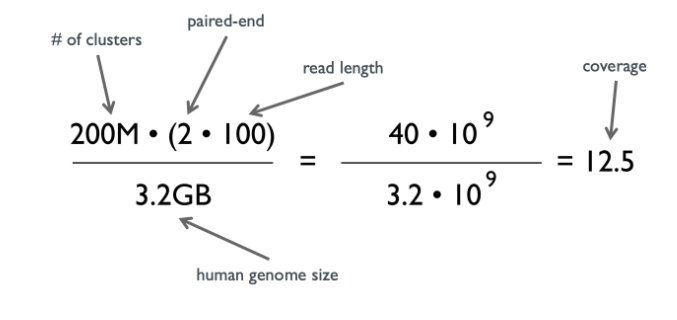 paired-end
# of clusters
read length
coverage
200M • (2 • 100)
3.2GB
=
40 • 10⁹
3.2 • 10⁹
= 12.5
human genome size